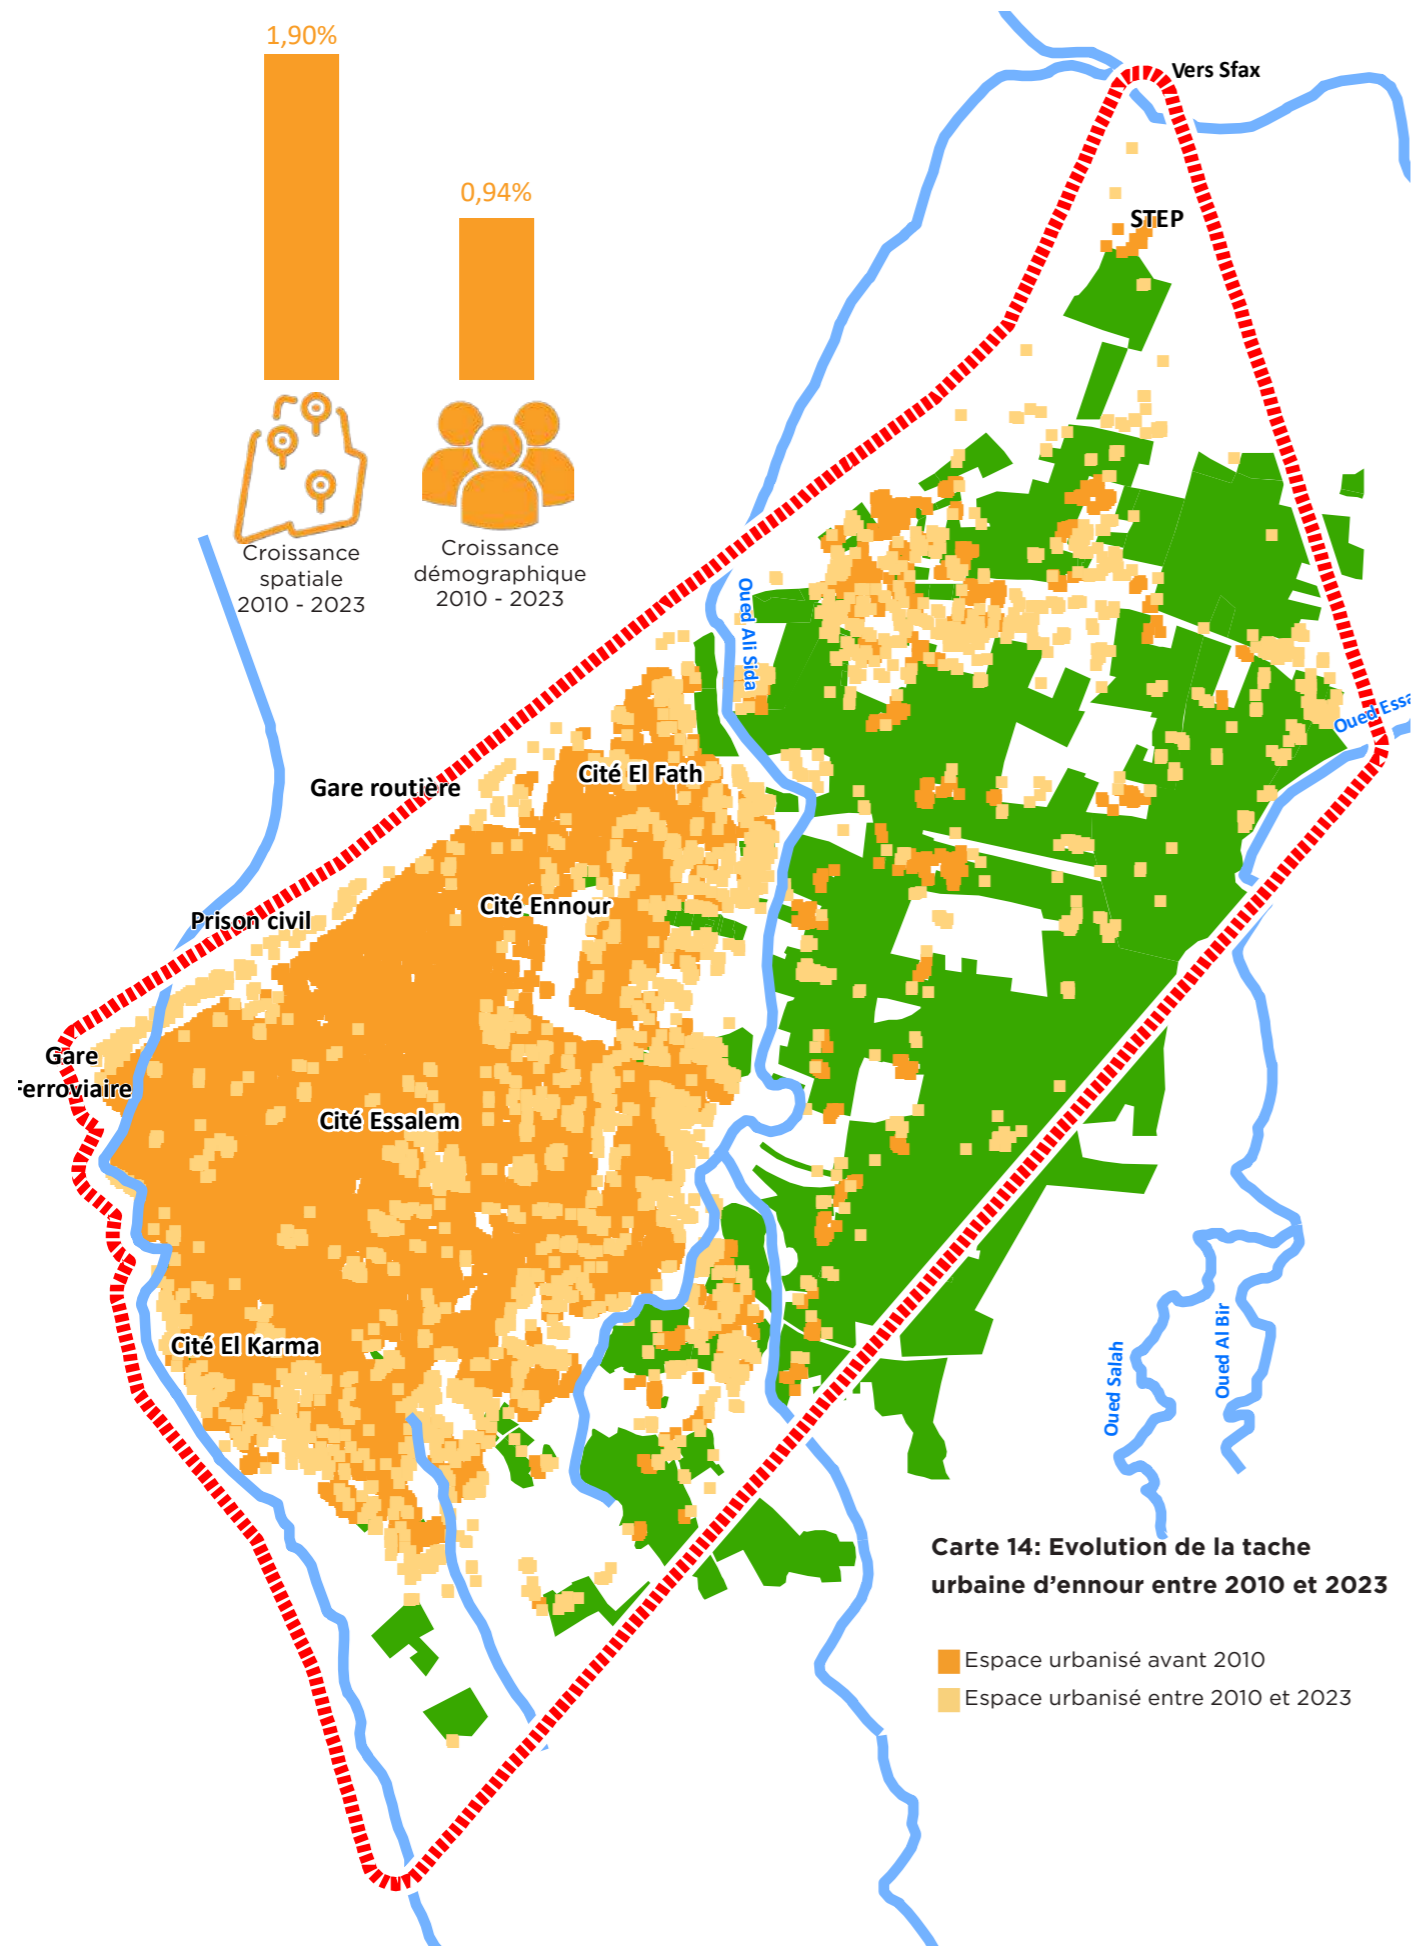 1,90%
0,94%
Croissance
spatiale
2010 - 2023
Croissance
démographique
2010 - 2023
Vers Sfax
STEP
Oued Ali Sida
Oued Essa
Cité El Fath
Gare routière
Cité Ennour
Prison civil
Gare
Ferroviaire
Cité Essalem
Cité El Karma
Oued Salah
Oued Al Bir
Carte 14: Evolution de la tache
urbaine d'ennour entre 2010 et 2023
Espace urbanisé avant 2010
Espace urbanisé entre 2010 et 2023